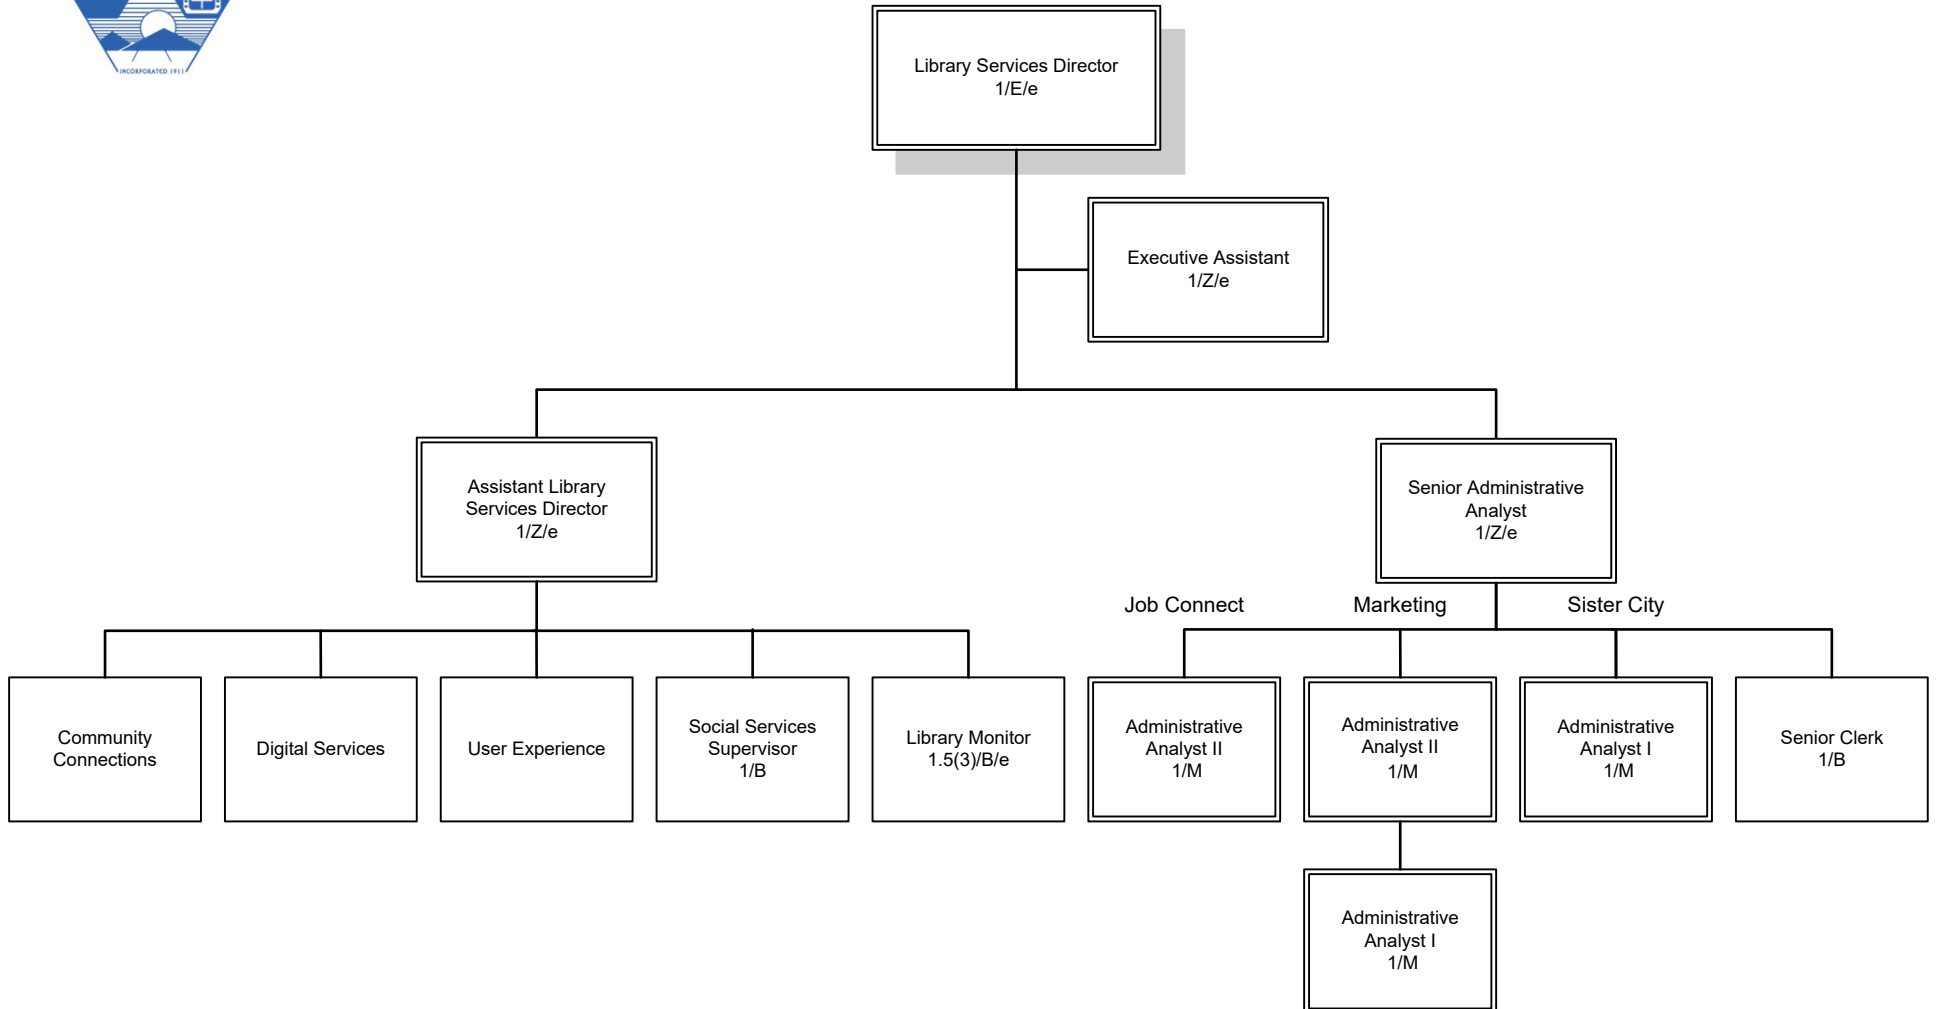 INCORPORATED 1911
Library Services Director
1/E/e
Executive Assistant
1/Z/e
Assistant Library
Services Director
1/Z/e
Senior Administrative
Analyst
1/Z/e
Job Connect
Marketing
Sister City
Community
Connections
Digital Services
User Experience
Social Services
Supervisor
1/B
Library Monitor
1.5(3)/B/e
Administrative
Analyst II
1/M
Administrative
Analyst II
1/M
Administrative
Analyst I
1/M
Senior Clerk
1/B
Administrative
Analyst I
1/M